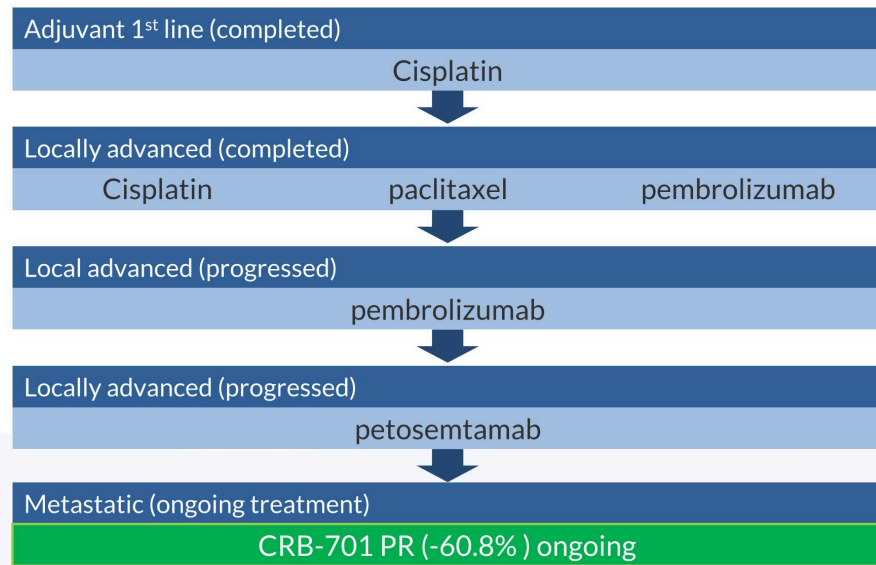 Adjuvant 1st line (completed)
Cisplatin
Locally advanced (completed)
Cisplatin paclitaxel pembrolizumab
Local advanced (progressed)
pembrolizumab
Locally advanced (progressed)
petosemtamab
Metastatic (ongoing treatment)
CRB-701 PR (-60.8% ) ongoing